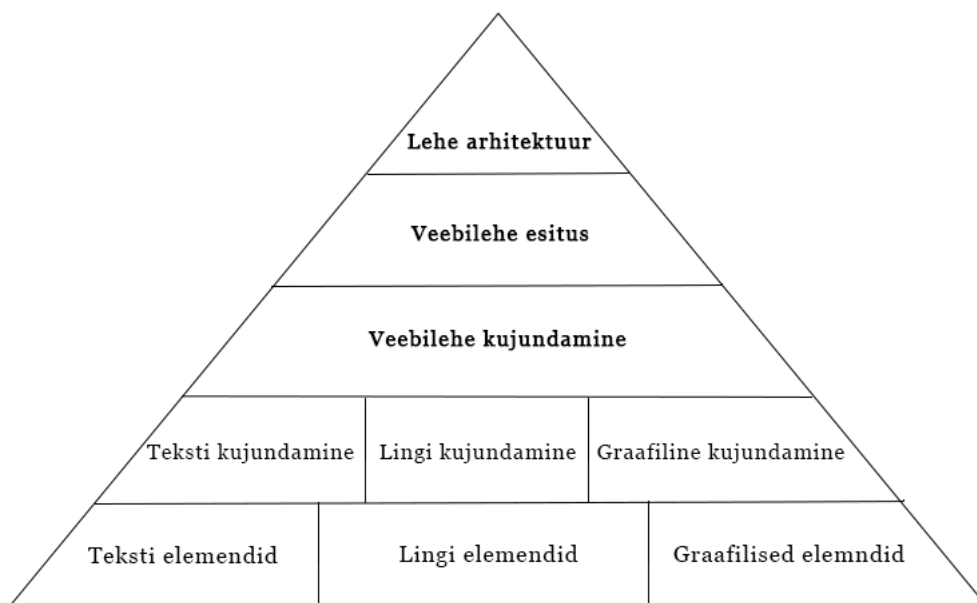 Lehe arhitektuur
Veebilehe esitus
Veebilehe kujundamine
Teksti kujundamine Lingi kujundamine Graafiline kujundamine
Teksti elemendid Lingi elemendid Graafilised elemndid